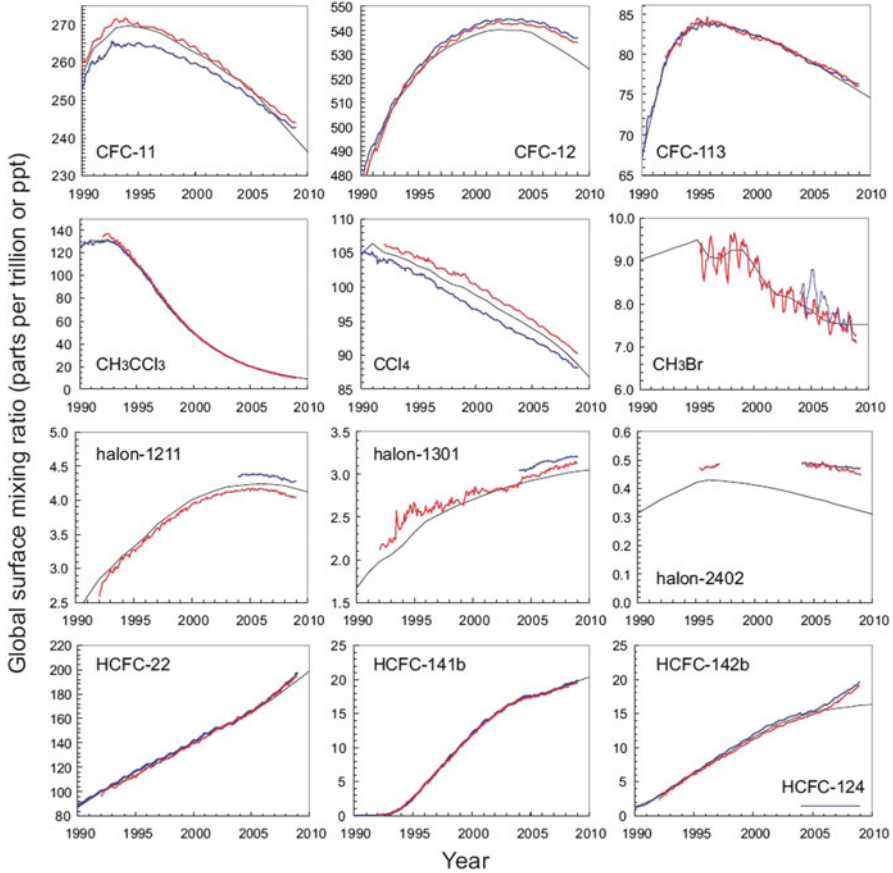 Global surface mixing ratio (parts per trillion or ppt)
270
260
250
240
230
CFC-11
1990 1995 2000 2005 2010
550
540
530
520
510
500
490
480
CFC-12
1990 1995 2000 2005 2010
85
80
75
70
65
CFC-113
1990 1995 2000 2005 2010
140
120
100
80
60
40
20
0
CH3CCl3
1990 1995 2000 2005 2010
110
105
100
95
90
85
CCl4
1990 1995 2000 2005 2010
10.0
9.0
8.0
7.0
6.0
CH3Br
1990 1995 2000 2005 2010
5.0
4.5
4.0
3.5
3.0
2.5
halon-1211
1990 1995 2000 2005 2010
3.5
3.0
2.5
2.0
1.5
halon-1301
1990 1995 2000 2005 2010
0.6
0.5
0.4
0.3
0.2
0.1
0.0
halon-2402
1990 1995 2000 2005 2010
220
200
180
160
140
120
100
80
HCFC-22
1990 1995 2000 2005 2010
25
20
15
10
5
0
HCFC-141b
1990 1995 2000 2005 2010
25
20
15
10
5
0
HCFC-142b
HCFC-124
1990 1995 2000 2005 2010
Year